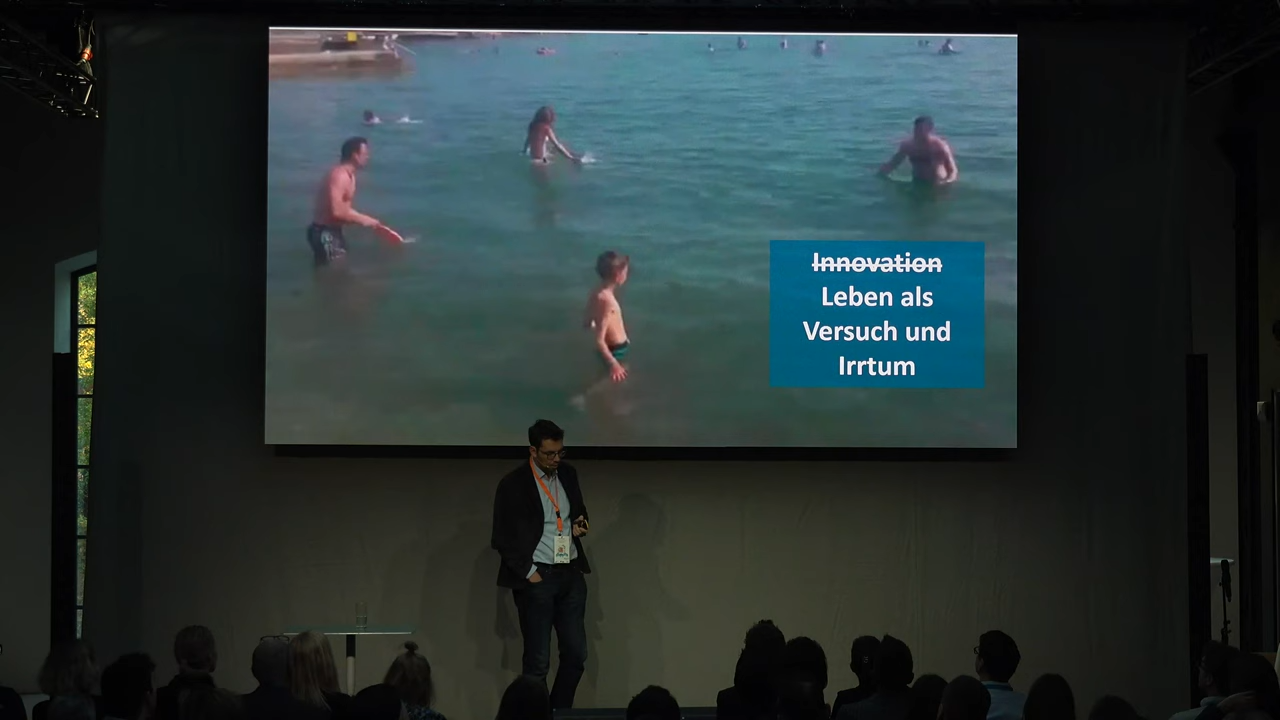 Innovation
Leben als
Versuch und
Irrtum